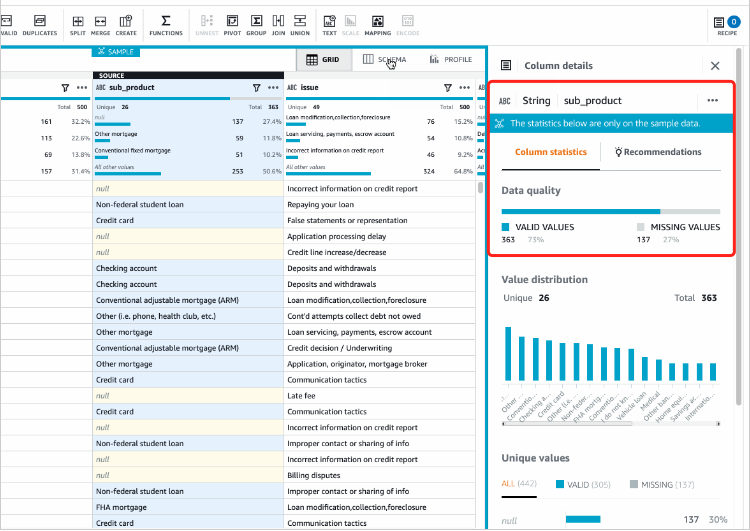 VALID DUPLICATES SPLIT MERGE CREATE FUNCTIONS UNNEST PIVOT GROUP JOIN UNION TEXT SCALE MAPPING ENCODE RECIPE
0
SAMPLE
GRID SCHEMA PROFILE
SOURCE
ABC sub_product ABC issue
Total 500 Unique 26 Total 363 Unique 49 Total 500
161 32.2% null 137 27.4% Loan modification,collection,foreclosure 76 15.2%
113 22.6% Other mortgage 59 11.8% Loan servicing, payments, escrow account 54 10.8%
69 13.8% Conventional fixed mortgage 51 10.2% Incorrect information on credit report 46 9.2%
157 31.4% All other values 253 50.6% All other values 324 64.8%
null Incorrect information on credit report
Non-federal student loan Repaying your loan
Credit card False statements or representation
null Application processing delay
null Credit line increase/decrease
Checking account Deposits and withdrawals
Checking account Deposits and withdrawals
Conventional adjustable mortgage (ARM) Loan modification,collection,foreclosure
Other (i.e. phone, health club, etc.) Cont'd attempts collect debt not owed
Other mortgage Loan servicing, payments, escrow account
Conventional adjustable mortgage (ARM) Credit decision / Underwriting
Other mortgage Application, originator, mortgage broker
Credit card Communication tactics
null Late fee
Credit card Communication tactics
null Incorrect information on credit report
Non-federal student loan Improper contact or sharing of info
null Incorrect information on credit report
null Billing disputes
Non-federal student loan Improper contact or sharing of info
FHA mortgage Loan modification,collection,foreclosure
Credit card Communication tactics
Column details
ABC String sub_product
The statistics below are only on the sample data.
Column statistics Recommendations
Data quality
VALID VALUES MISSING VALUES
363 73% 137 27%
Value distribution
Unique 26 Total 363
Other ... Conventio... Checking a... Credit card Other (i.e... Non-feder... FHA mortg... Conventio... I do not kn... Vehicle loan Medical Other ban... Home equi... Savings ac... Internatio...
Unique values
ALL (442) VALID (305) MISSING (137)
null 137 30%